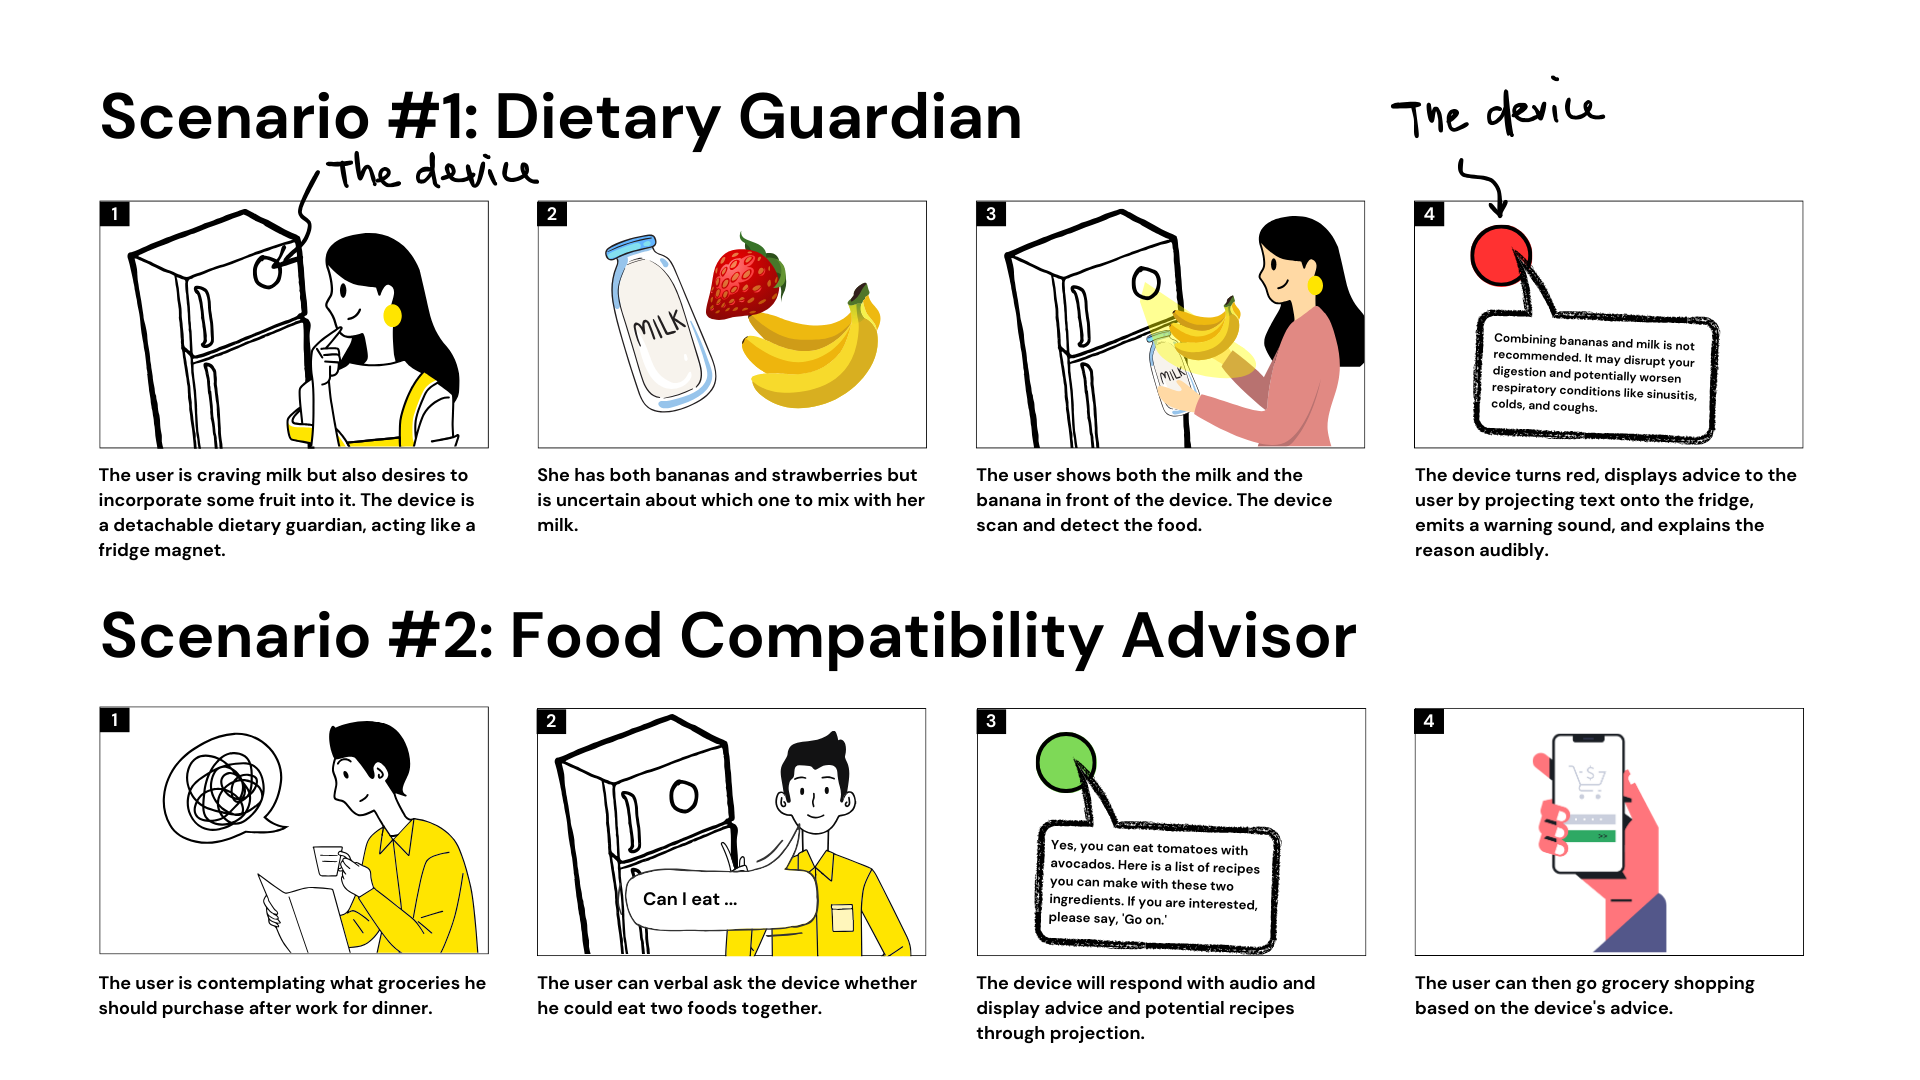 Scenario #1: Dietary Guardian
The device
The device
1
MILK
2
MILK
3
4
Combining bananas and milk is not
recommended. It may disrupt your
digestion and potentially worsen
respiratory conditions like sinusitis,
colds, and coughs.
The user is craving milk but also desires to
incorporate some fruit into it. The device is
a detachable dietary guardian, acting like a
fridge magnet.
She has both bananas and strawberries but
is uncertain about which one to mix with her
milk.
The user shows both the milk and the
banana in front of the device. The device
scan and detect the food.
The device turns red, displays advice to the
user by projecting text onto the fridge,
emits a warning sound, and explains the
reason audibly.
Scenario #2: Food Compatibility Advisor
1
2
Can I eat ...
3
Yes, you can eat tomatoes with
avocados. Here is a list of recipes
you can make with these two
ingredients. If you are interested,
please say, 'Go on.'
4
$
>>
The user is contemplating what groceries he
should purchase after work for dinner.
The user can verbal ask the device whether
he could eat two foods together.
The device will respond with audio and
display advice and potential recipes
through projection.
The user can then go grocery shopping
based on the device's advice.